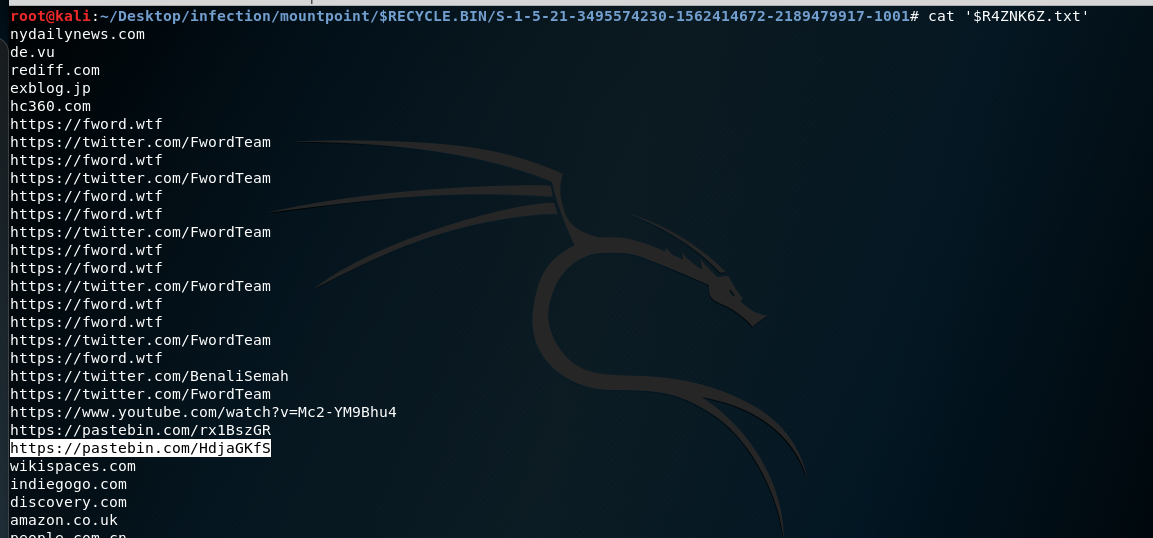 root@kali:~/Desktop/infection/mountpoint/$RECYCLE.BIN/S-1-5-21-3495574230-1562414672-2189479917-1001# cat '$R4ZNK6Z.txt'
nydailynews.com
de.vu
rediff.com
exblog.jp
hc360.com
https://fword.wtf
https://twitter.com/FwordTeam
https://fword.wtf
https://twitter.com/FwordTeam
https://fword.wtf
https://fword.wtf
https://twitter.com/FwordTeam
https://fword.wtf
https://fword.wtf
https://twitter.com/FwordTeam
https://fword.wtf
https://fword.wtf
https://twitter.com/FwordTeam
https://fword.wtf
https://twitter.com/BenaliSemah
https://twitter.com/FwordTeam
https://www.youtube.com/watch?v=Mc2-YM9Bhu4
https://pastebin.com/rx1BszGR
https://pastebin.com/HdjaGKfS
wikispaces.com
indiegogo.com
discovery.com
amazon.co.uk
people.com.cn